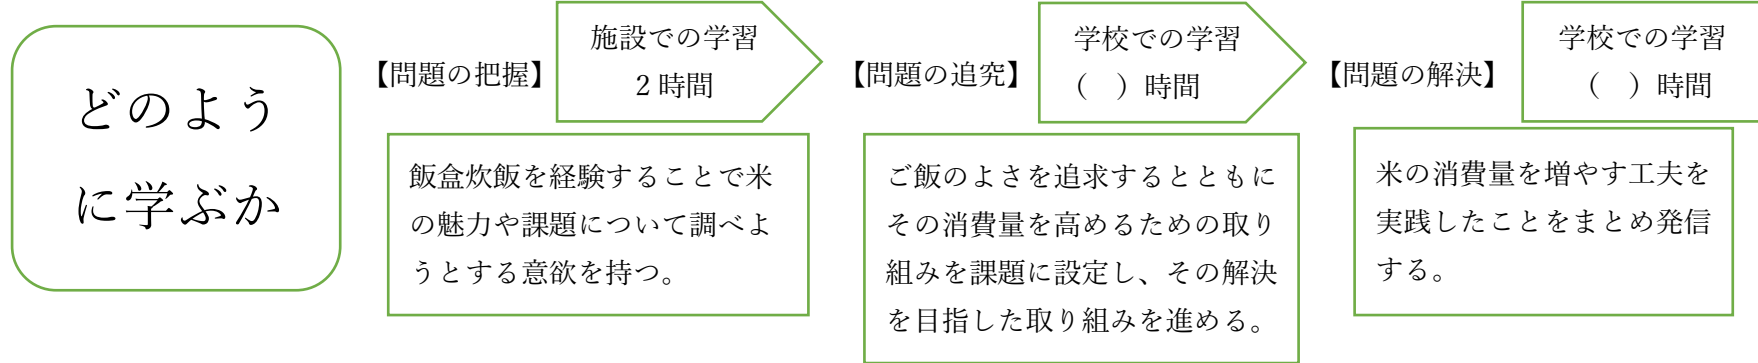 どのよう
に学ぶか
【問題の把握】
施設での学習
2 時間
飯盒炊飯を経験することで米
の魅力や課題について調べよ
うとする意欲を持つ。
【問題の追究】
学校での学習
(　) 時間
ご飯のよさを追求するとともに
その消費量を高めるための取り
組みを課題に設定し、その解決
を目指した取り組みを進める。
【問題の解決】
学校での学習
(　) 時間
米の消費量を増やす工夫を
実践したことをまとめ発信
する。